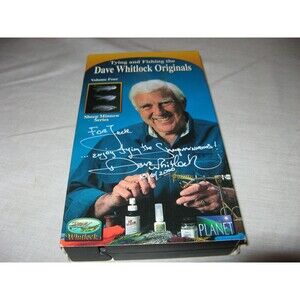 Tying and Fishing the
Dave Whitlock Originals
Volume Four
Sheep Minnow
Series
For Jack
... enjoy tying the
Dave Whitlock
2000
Whitlock
PLANET